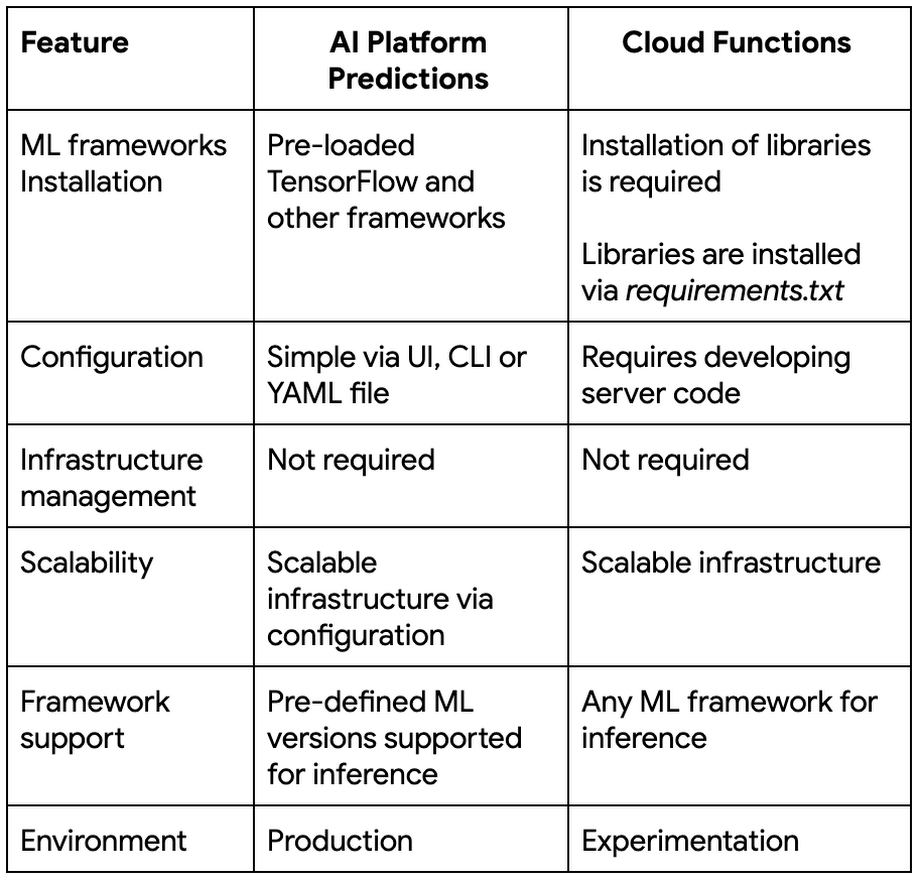 Feature
AI Platform
Predictions
Cloud Functions
ML frameworks
Installation
Pre-loaded
TensorFlow and
other frameworks
Installation of libraries
is required
Libraries are installed
via requirements.txt
Configuration
Simple via UI, CLI or
YAML file
Requires developing
server code
Infrastructure
management
Not required
Not required
Scalability
Scalable
infrastructure via
configuration
Scalable infrastructure
Framework
support
Pre-defined ML
versions supported
for inference
Any ML framework for
inference
Environment
Production
Experimentation